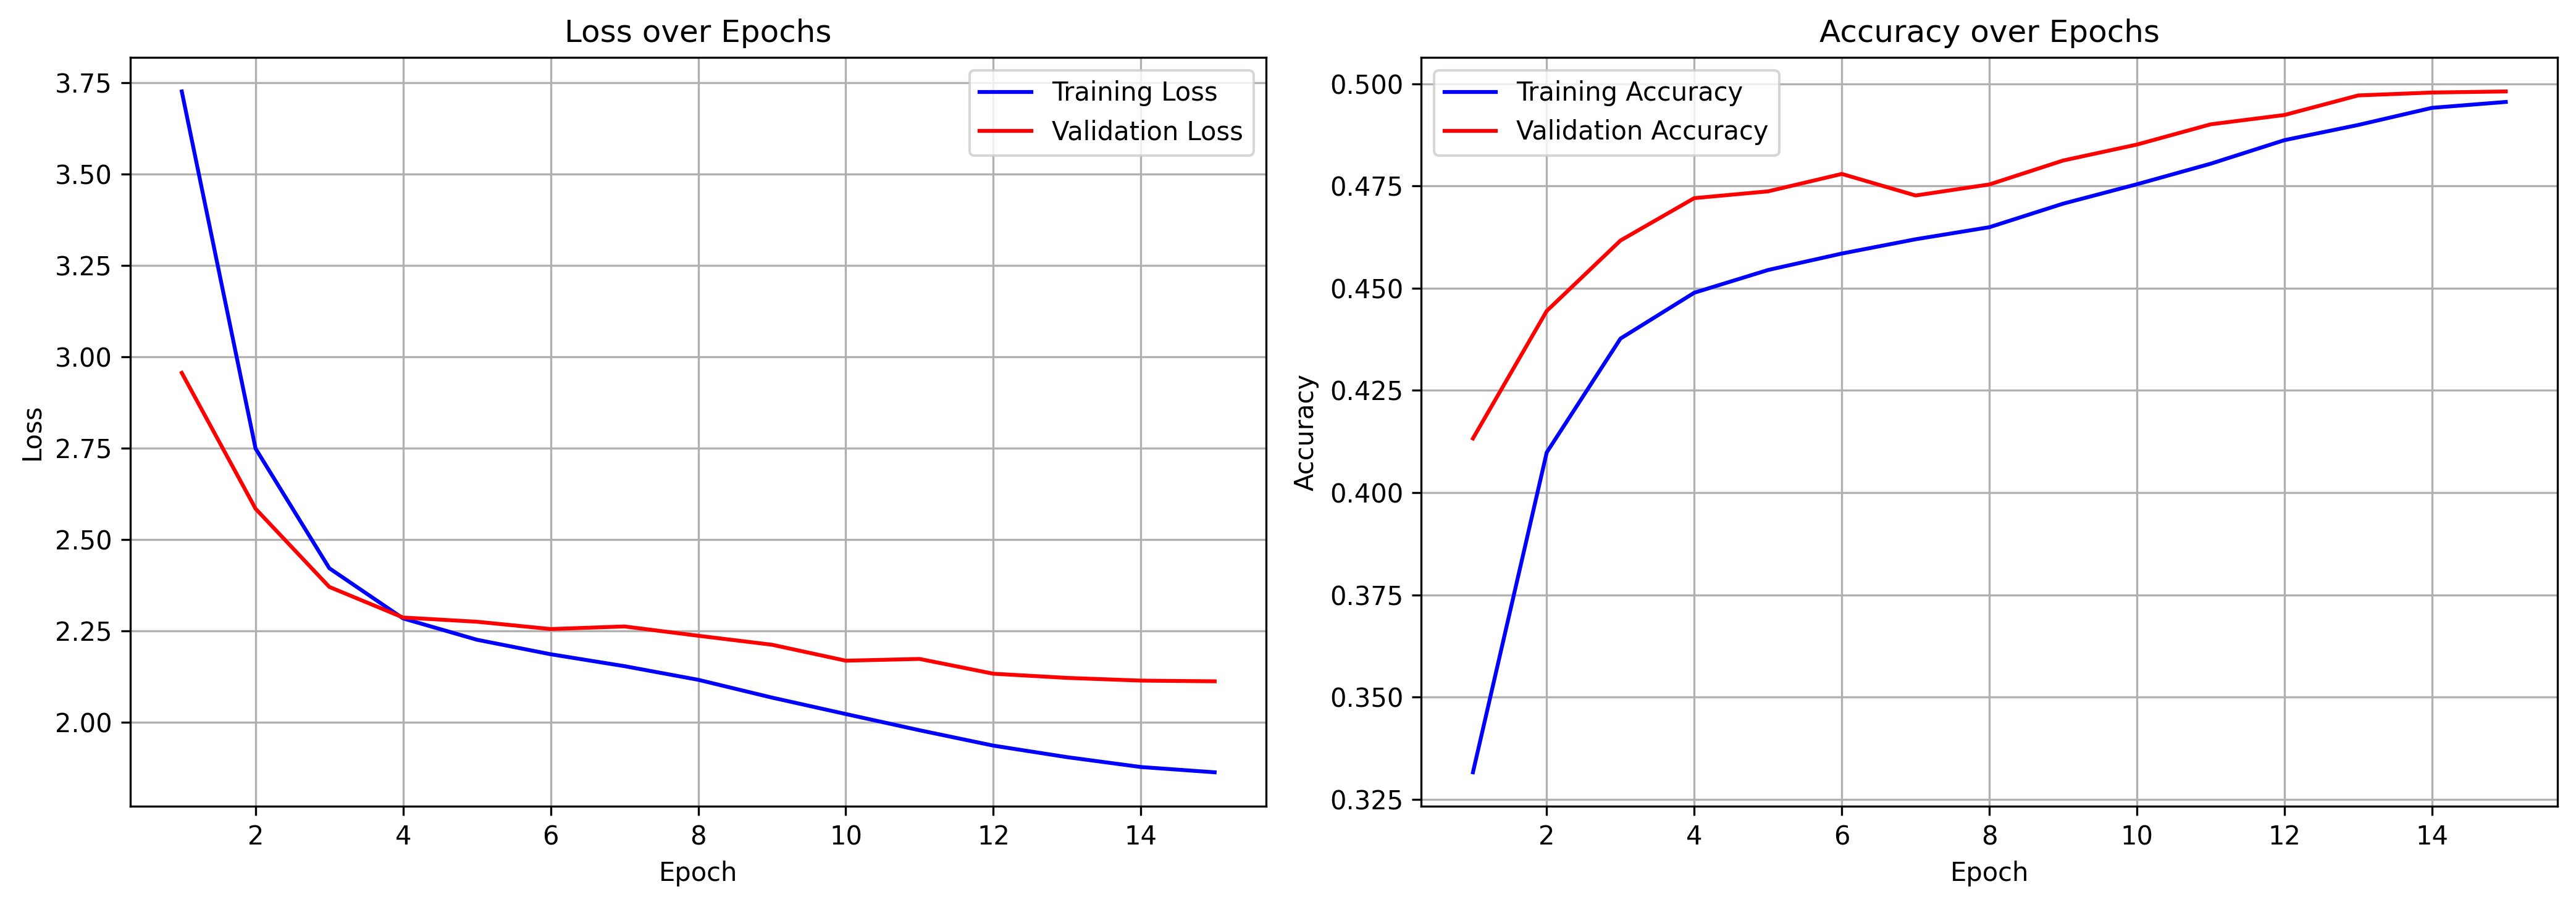 Loss over Epochs
Training Loss
Validation Loss
3.75
3.50
3.25
3.00
2.75
2.50
2.25
2.00
Loss
2 4 6 8 10 12 14
Epoch
Accuracy over Epochs
Training Accuracy
Validation Accuracy
0.500
0.475
0.450
0.425
0.400
0.375
0.350
0.325
Accuracy
2 4 6 8 10 12 14
Epoch